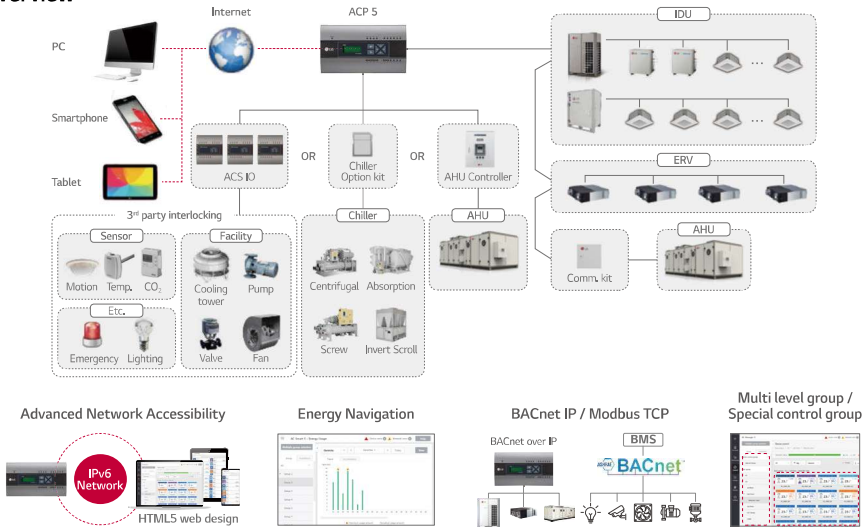 Internet
ACP 5
IDU
PC
Smartphone
Tablet
ACS IO
OR
Chiller
Option kit
OR
AHU Controller
ERV
3rd party interlocking
Sensor
Motion
Temp.
CO2
Etc.
Emergency
Lighting
Facility
Cooling
tower
Pump
Valve
Fan
Chiller
Centrifugal
Absorption
Screw
Invert Scroll
AHU
Comm. kit
AHU
Advanced Network Accessibility
IPv6
Network
HTML5 web design
Energy Navigation
BACnet IP / Modbus TCP
BACnet over IP
BMS
ASHRAE BACnet
Multi level group /
Special control group